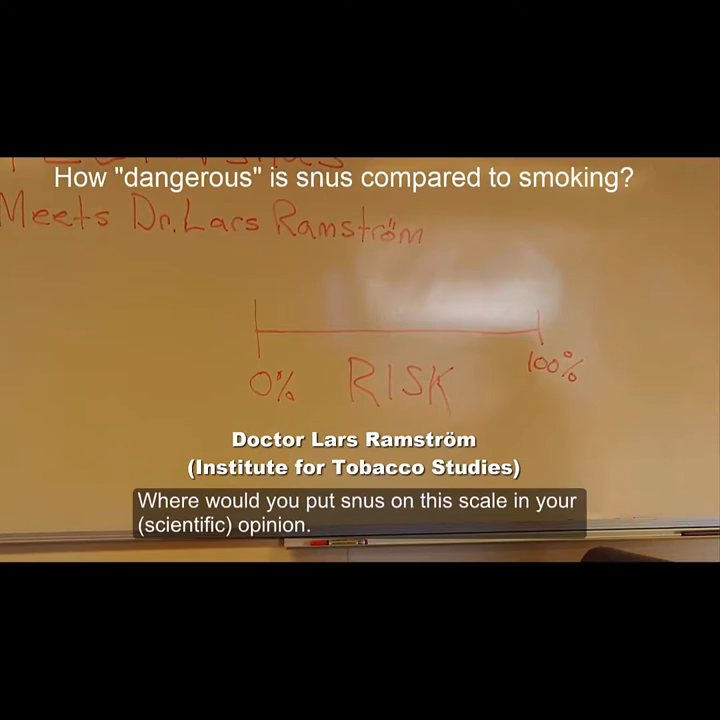 How "dangerous" is snus compared to smoking?
Meets Dr. Lars Ramström
0% RISK 100%
Doctor Lars Ramström
(Institute for Tobacco Studies)
Where would you put snus on this scale in your
(scientific) opinion.